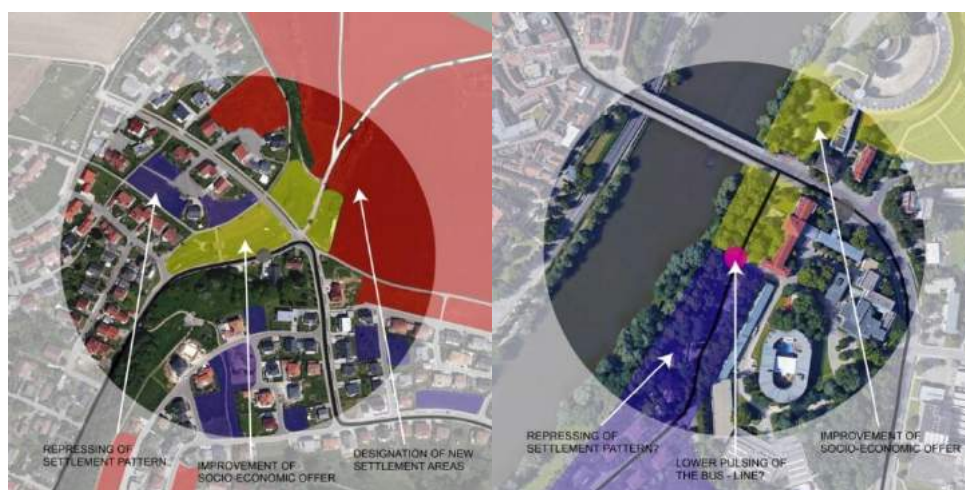 REPRESSING OF
SETTLEMENT PATTERN
IMPROVEMENT OF
SOCIO-ECONOMIC OFFER
DESIGNATION OF NEW
SETTLEMENT AREAS
REPRESSING OF
SETTLEMENT PATTERN?
LOWER PULSING OF
THE BUS - LINE?
IMPROVEMENT OF
SOCIO-ECONOMIC OFFER